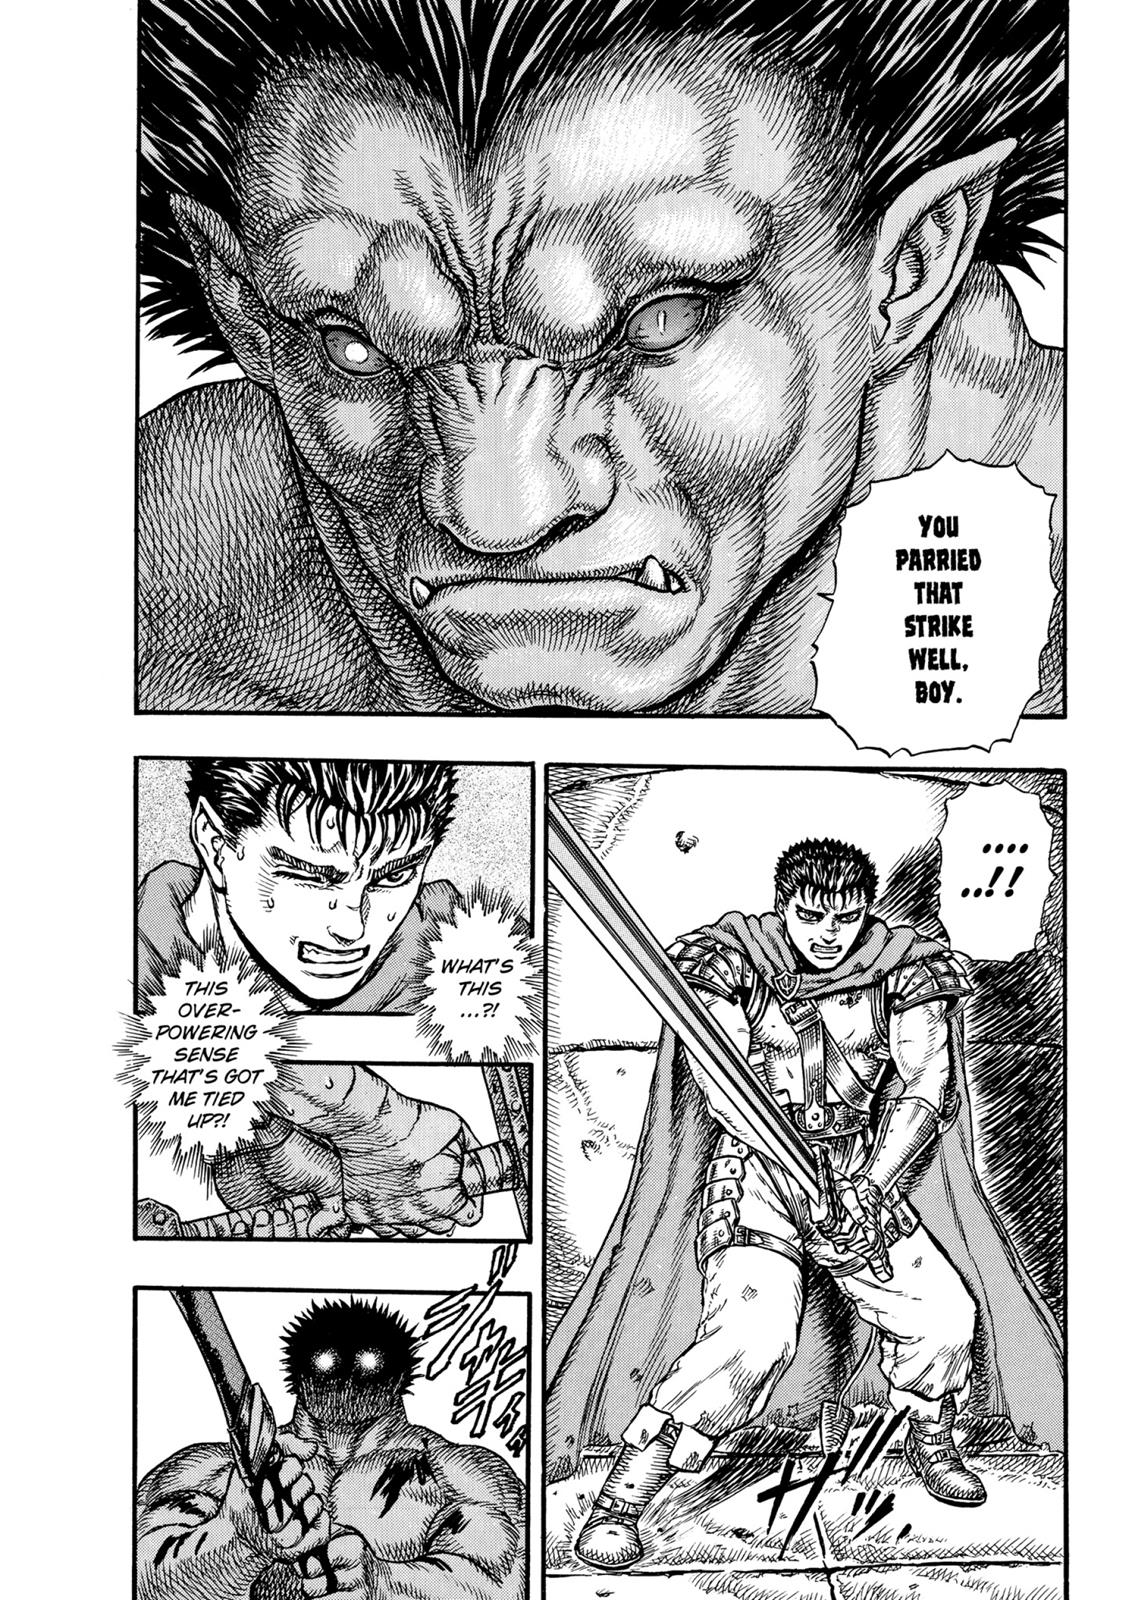 YOU
PARRIED
THAT
STRIKE
WELL,
BOY.
....
..!!
WHAT'S
THIS
...?!
THIS
OVER-
POWERING
SENSE
THAT'S GOT
ME TIED
UP?!